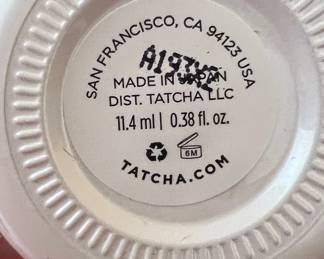 SAN FRANCISCO, CA 94123 USA
MADE IN JAPAN
DIST. TATCHA LLC
11.4 ml | 0.38 fl. oz.
6M
TATCHA.COM